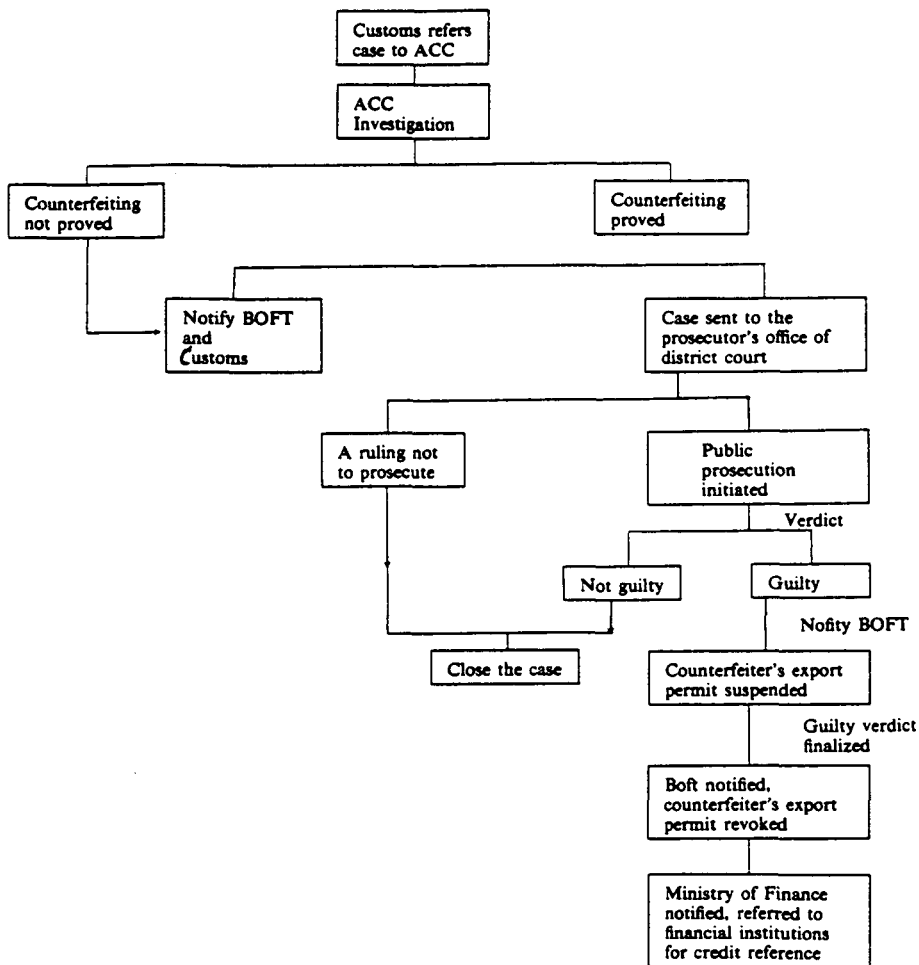 Customs refers
case to ACC
ACC
Investigation
Counterfeiting
not proved
Counterfeiting
proved
Notify BOFT
and
Customs
Case sent to the
prosecutor's office of
district court
A ruling not
to prosecute
Public
prosecution
initiated
Verdict
Not guilty
Guilty
Nofity BOFT
Close the case
Counterfeiter's export
permit suspended
Guilty verdict
finalized
Boft notified,
counterfeiter's export
permit revoked
Ministry of Finance
notified, referred to
financial institutions
for credit reference